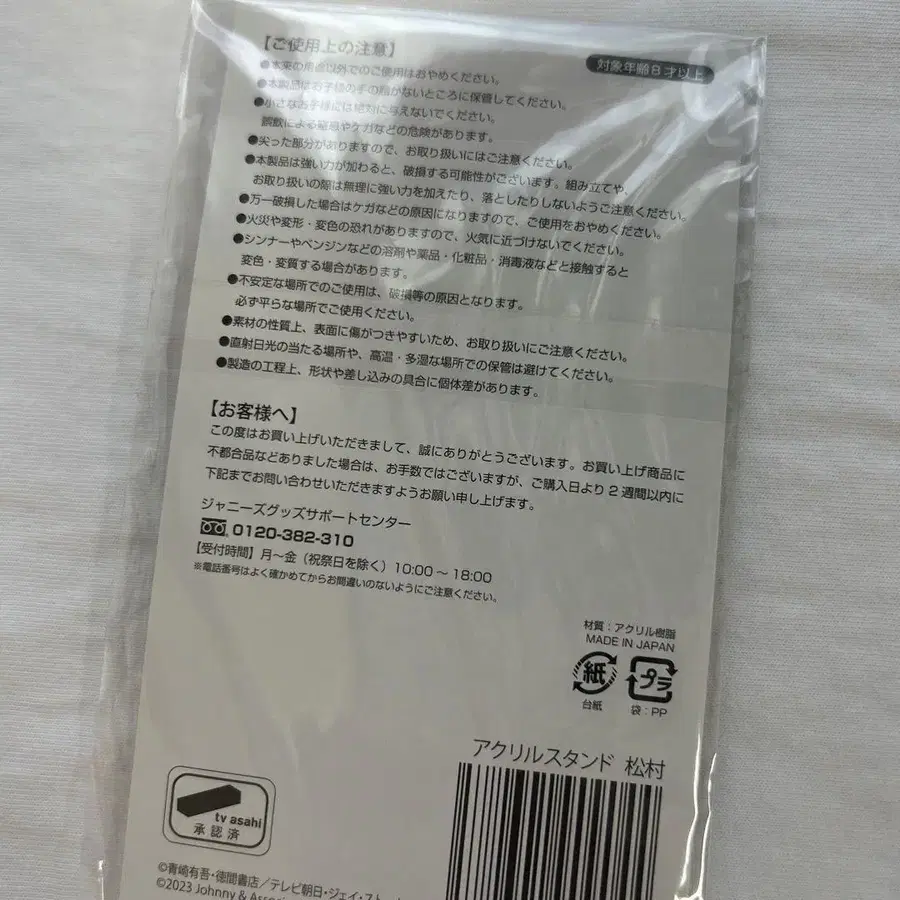 【ご使用上の注意】
対象年齢8才以上
●本来の用途以外でのご使用はおやめください。
●本製品はお子様の手の届かないところに保管してください。
●小さなお子様には絶対に与えないでください。
誤飲による窒息やケガなどの危険があります。
●尖った部分がありますので、お取り扱いにはご注意ください。
●本製品は強い力が加わると、破損する可能性がございます。組み立てや、
お取り扱いの際は無理に強い力を加えたり、落としたりしないようご注意ください。
●万一破損した場合はケガなどの原因になりますので、ご使用をおやめください。
●火災や変形・変色の恐れがありますので、火気に近づけないでください。
●シンナーやベンジンなどの溶剤や薬品・化粧品・消毒液などと接触すると
変色・変質する場合があります。
●不安定な場所でのご使用は、破損等の原因となります。
必ず平らな場所でご使用ください。
●素材の性質上、表面に傷がつきやすいため、お取り扱いにご注意ください。
●直射日光の当たる場所や、高温・多湿な場所での保管は避けてください。
●製造の工程上、形状や差し込みの具合に個体差があります。
【お客様へ】
この度はお買い上げいただきまして、誠にありがとうございます。お買い上げ商品に
不都合品などありました場合は、お手数ではございますが、ご購入日より2週間以内に
下記までお問い合わせいただきますようお願い申し上げます。
ジャニーズグッズサポートセンター
0120-382-310
【受付時間】月〜金（祝祭日を除く）10:00〜18:00
※電話番号はよく確かめてからお間違いのないようにご注意ください。
材質：アクリル樹脂
MADE IN JAPAN
紙 プラ
台紙 袋：PP
アクリルスタンド 松村
tv asahi
承認済
©青崎有吾・徳間書店／テレビ朝日・ジェイ・スト
©2023 Johnny & Associ